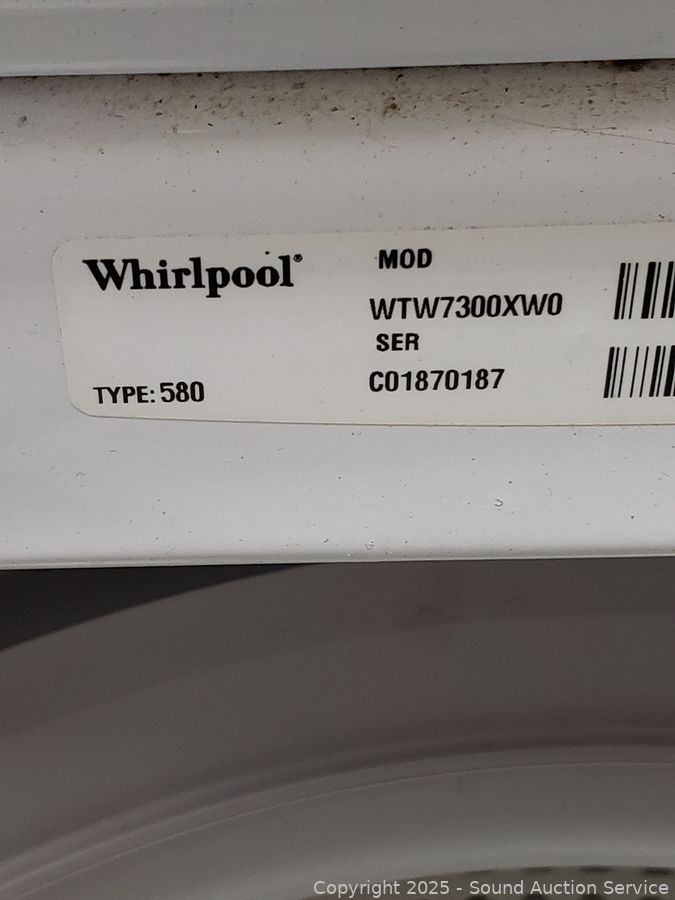 Whirlpool®
MOD
WTW7300XW0
SER
C01870187
TYPE: 580
Copyright 2025 - Sound Auction Service